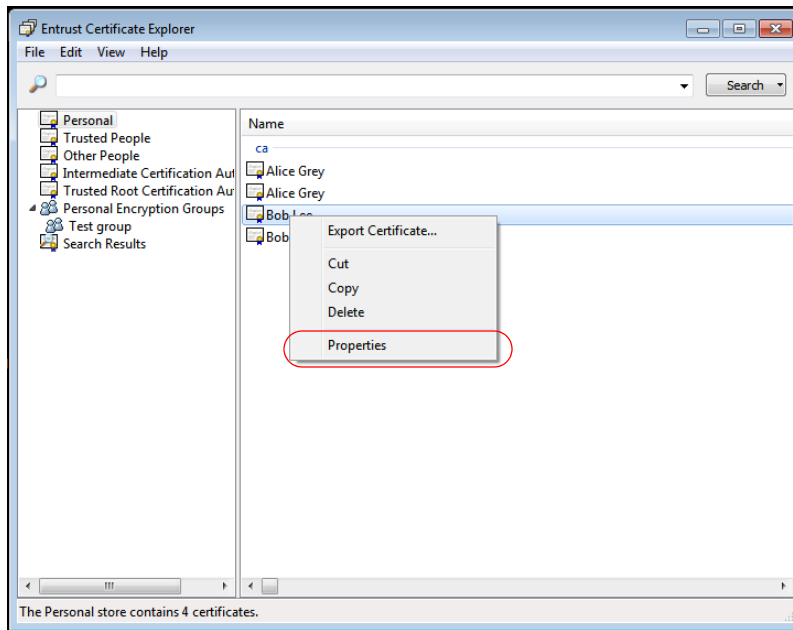 Entrust Certificate Explorer
File Edit View Help
Search
Personal
Trusted People
Other People
Intermediate Certification Aut
Trusted Root Certification Au
Personal Encryption Groups
Test group
Search Results
Name
ca
Alice Grey
Alice Grey
Bob Lee
Bob
Export Certificate...
Cut
Copy
Delete
Properties
The Personal store contains 4 certificates.